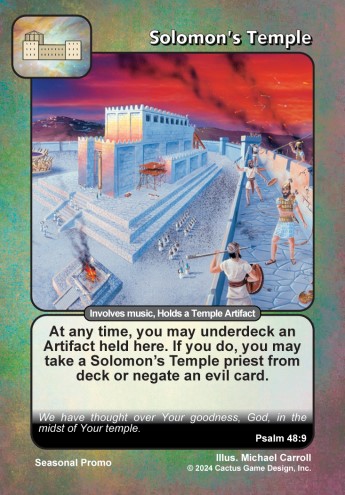 Solomon's Temple
Involves music, Holds a Temple Artifact
At any time, you may underdeck an
Artifact held here. If you do, you may
take a Solomon's Temple priest from
deck or negate an evil card.
We have thought over Your goodness, God, in the
midst of Your temple.
Psalm 48:9
Seasonal Promo
Illus. Michael Carroll
© 2024 Cactus Game Design, Inc.